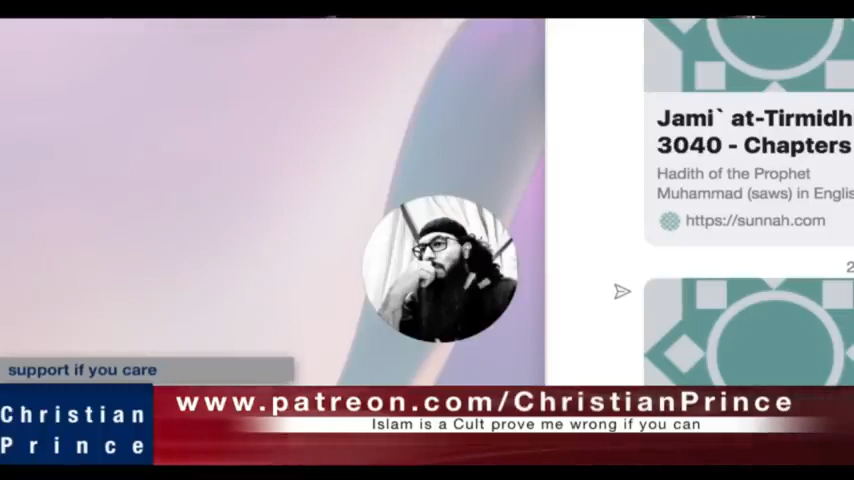 Jami` at-Tirmidh
3040 - Chapters
Hadith of the Prophet
Muhammad (saws) in Englis
https://sunnah.com
2
support if you care
Christian
Prince
www.patreon.com/ChristianPrince
Islam is a Cult prove me wrong if you can